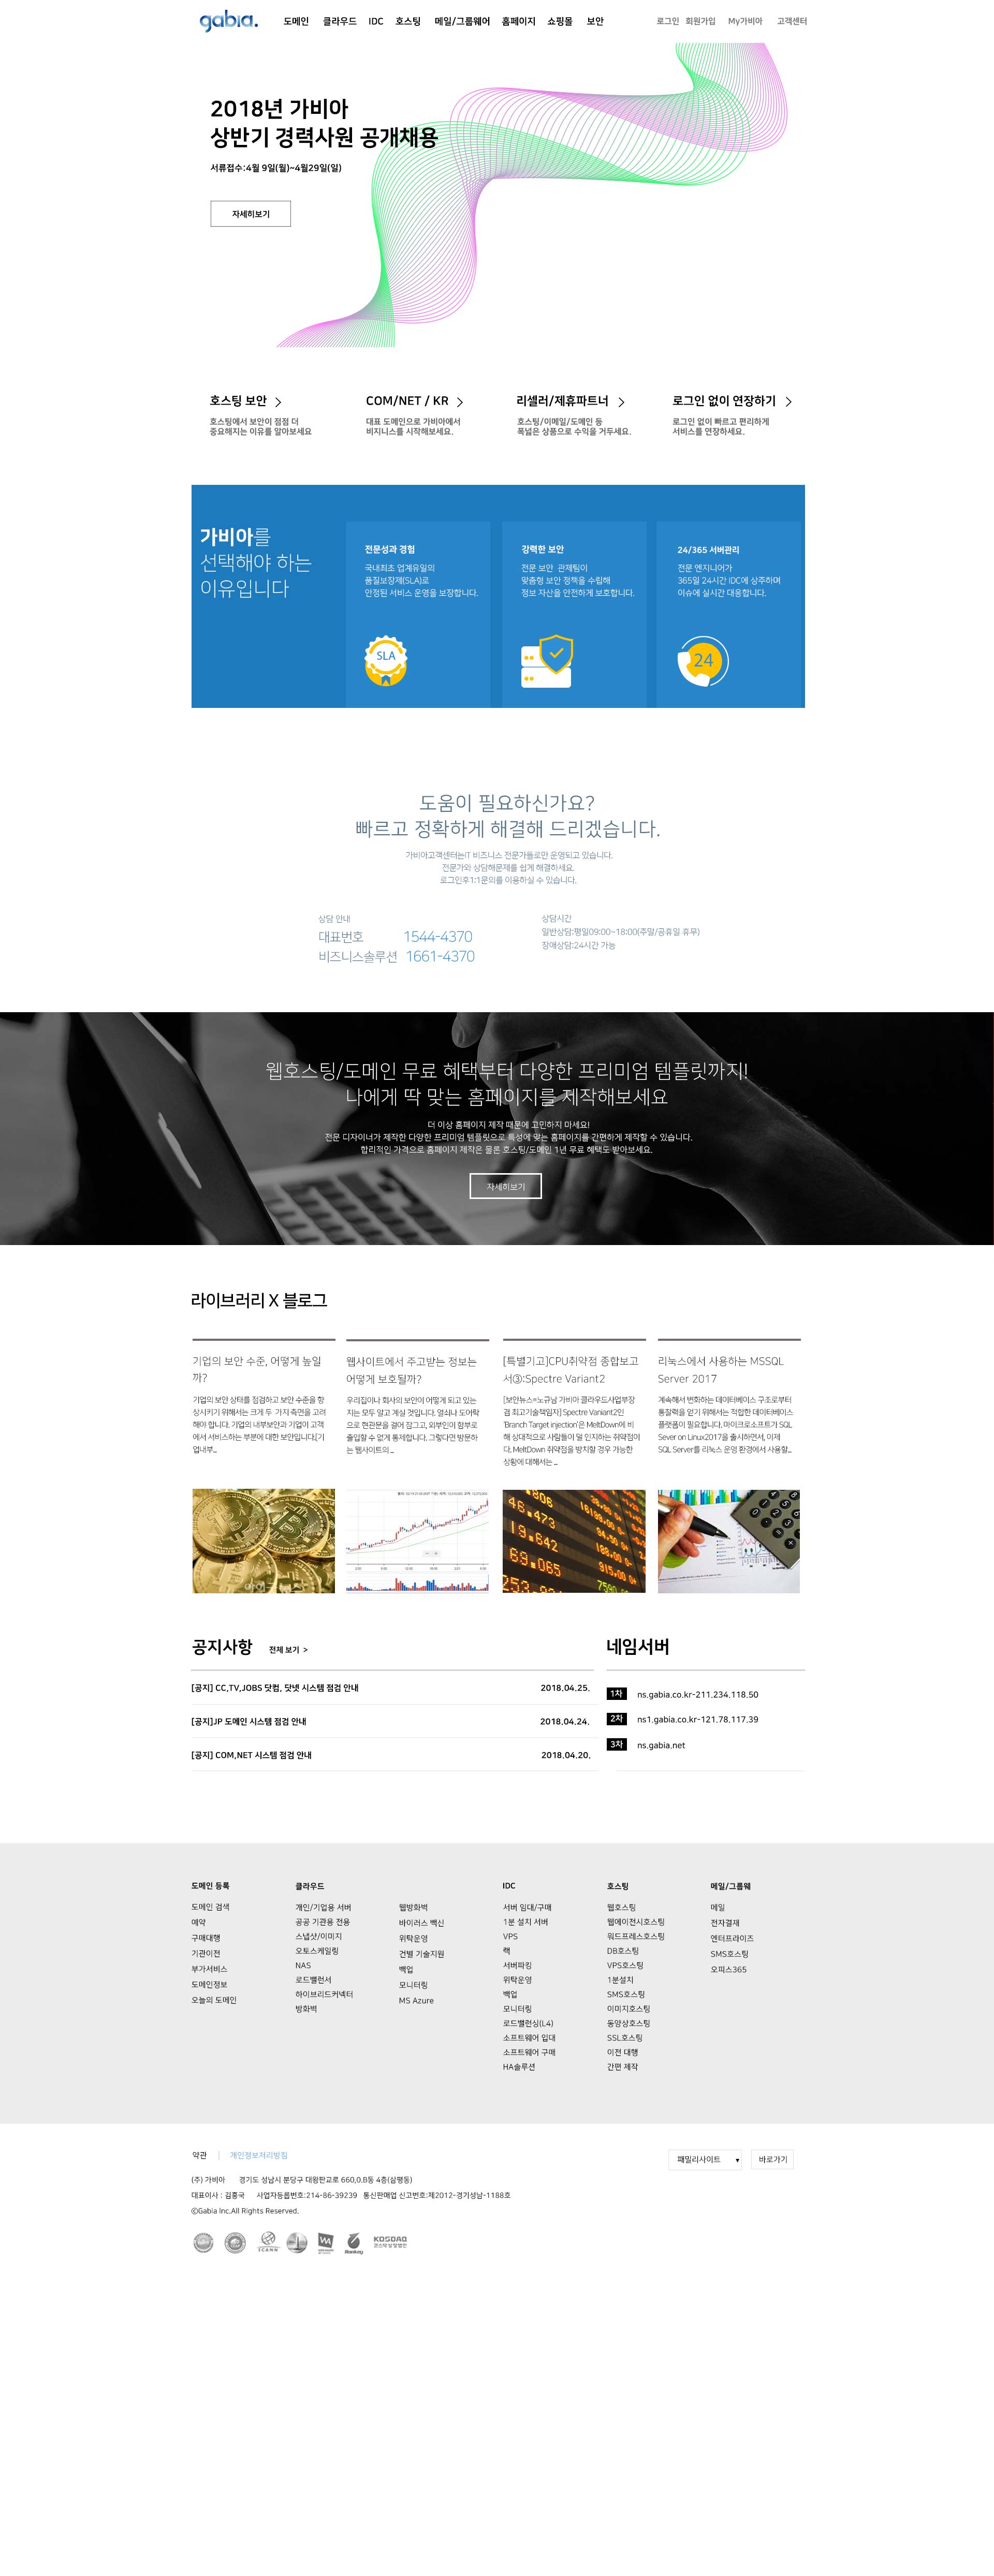 gabia.
도메인 클라우드 IDC 호스팅 메일/그룹웨어 홈페이지 쇼핑몰 보안 로그인 회원가입 My가비아 고객센터
2018년 가비아
상반기 경력사원 공개채용
서류접수:4월 9일(월)~4월29일(일)
자세히보기
호스팅 보안
호스팅에서 보안이 점점 더
중요해지는 이유를 알아보세요
COM/NET / KR
대표 도메인으로 가비아에서
비지니스를 시작해보세요.
리셀러/제휴파트너
호스팅/이메일/도메인 등
폭넓은 상품으로 수익을 거두세요.
로그인 없이 연장하기
로그인 없이 빠르고 편리하게
서비스를 연장하세요.
가비아를
선택해야 하는
이유입니다
전문성과 경험
국내최초 업계유일의
품질보장제(SLA)로
안정된 서비스 운영을 보장합니다.
SLA
강력한 보안
전문 보안 관제팀이
맞춤형 보안 정책을 수립해
정보 자산을 안전하게 보호합니다.
24/365 서버관리
전문 엔지니어가
365일 24시간 IDC에 상주하며
이슈에 실시간 대응합니다.
24
도움이 필요하신가요?
빠르고 정확하게 해결해 드리겠습니다.
가비아고객센터는IT 비즈니스 전문가들로만 운영되고 있습니다.
전문가와 상담해문제를 쉽게 해결하세요.
로그인후1:1문의를 이용하실 수 있습니다.
상담 안내
대표번호 1544-4370
비즈니스솔루션 1661-4370
상담시간
일반상담:평일09:00~18:00(주말/공휴일 휴무)
장애상담:24시간 가능
웹호스팅/도메인 무료 혜택부터 다양한 프리미엄 템플릿까지!
나에게 딱 맞는 홈페이지를 제작해보세요
더 이상 홈페이지 제작 때문에 고민하지 마세요!
전문 디자이너가 제작한 다양한 프리미엄 템플릿으로 특성에 맞는 홈페이지를 간편하게 제작할 수 있습니다.
합리적인 가격으로 홈페이지 제작은 물론 호스팅/도메인 1년 무료 혜택도 받아보세요.
자세히보기
라이브러리 X 블로그
기업의 보안 수준, 어떻게 높일
까?
기업의 보안 상태를 점검하고 보안 수준을 향
상시키기 위해서는 크게 두 가지 측면을 고려
해야 합니다. 기업의 내부보안과 기업이 고객
에서 서비스하는 부분에 대한 보안입니다.[기
업내부...
웹사이트에서 주고받는 정보는
어떻게 보호될까?
우리집이나 회사의 보안이 어떻게 되고 있는
지는 모두 알고 계실 것입니다. 열쇠나 도어락
으로 현관문을 걸어 잠그고, 외부인이 함부로
출입할 수 없게 통제합니다. 그렇다면 방문하
는 웹사이트의 ...
[특별기고]CPU취약점 종합보고
서③:Spectre Variant2
[보안뉴스=노규남 가비아 클라우드사업부장
겸 최고기술책임자] Spectre Variant2인
'Branch Target injection'은 MeltDown에 비
해 상대적으로 사람들이 덜 인지하는 취약점이
다. MeltDown 취약점을 방치할 경우 가능한
상황에 대해서는 ...
리눅스에서 사용하는 MSSQL
Server 2017
계속해서 변화하는 데이터베이스 구조로부터
통찰력을 얻기 위해서는 적합한 데이터베이스
플랫폼이 필요합니다. 마이크로소프트가 SQL
Sever on Linux2017을 출시하면서, 이제
SQL Server를 리눅스 운영 환경에서 사용할...
806
16.473
19.642
69.065
253.9
공지사항 전체 보기 >
[공지] CC,TV,JOBS 닷컴, 닷넷 시스템 점검 안내 2018.04.25.
[공지]JP 도메인 시스템 점검 안내 2018.04.24.
[공지] COM,NET 시스템 점검 안내 2018.04.20.
네임서버
1차 ns.gabia.co.kr-211.234.118.50
2차 ns1.gabia.co.kr-121.78.117.39
3차 ns.gabia.net
도메인 등록
도메인 검색
예약
구매대행
기관이전
부가서비스
도메인정보
오늘의 도메인
클라우드
개인/기업용 서버
공공 기관용 전용
스냅샷/이미지
오토스케일링
NAS
로드밸런서
하이브리드커넥터
방화벽
웹방화벽
바이러스 백신
위탁운영
건별 기술지원
백업
모니터링
MS Azure
IDC
서버 임대/구매
1분 설치 서버
VPS
랙
서버파킹
위탁운영
백업
모니터링
로드밸런싱(L4)
소프트웨어 임대
소프트웨어 구매
HA솔루션
호스팅
웹호스팅
웹에이전시호스팅
워드프레스호스팅
DB호스팅
VPS호스팅
1분설치
SMS호스팅
이미지호스팅
동앙상호스팅
SSL호스팅
이전 대행
간편 제작
메일/그룹웨
메일
전자결재
엔터프라이즈
SMS호스팅
오피스365
약관 개인정보처리방침
패밀리사이트 ▼ 바로가기
(주) 가비아 경기도 성남시 분당구 대왕판교로 660,0.B동 4층(삼평동)
대표이사 : 김홍국 사업자등릅번호:214-86-39239 통신판매업 신고번호:제2012-경기성남-1188호
ⓒGabia Inc.All Rights Reserved.
KOSDAQ
코스닥상장법인